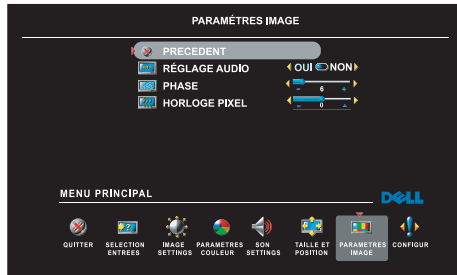 PARAMÉTRES IMAGE
PRECEDENT
RÉGLAGE AUDIO OUI NON
PHASE - 6 +
HORLOGE PIXEL - 0 +
MENU PRINCIPAL
DELL
QUITTER
SELECTION
ENTREES
IMAGE
SETTINGS
PARAMETRES
COULEUR
SON
SETTINGS
TAILLE ET
POSITION
PARAMETRES
IMAGE
CONFIGUR